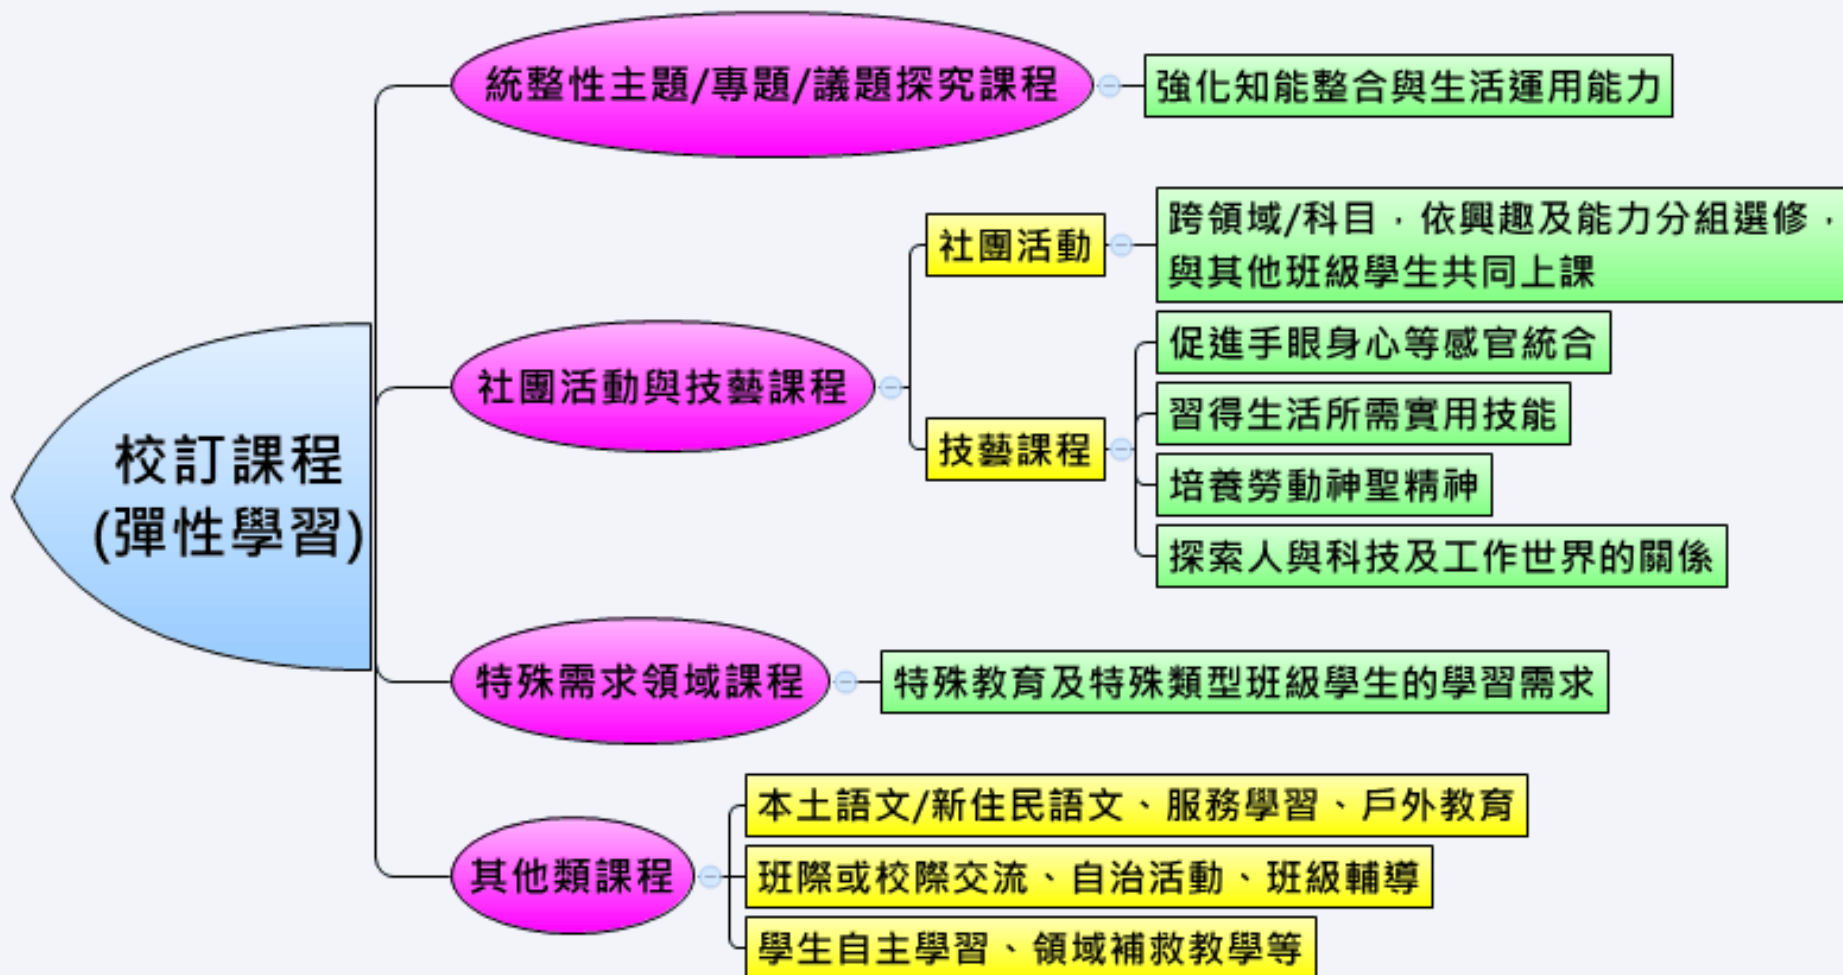 校訂課程
(彈性學習)
統整性主題/專題/議題探究課程
強化知能整合與生活運用能力
社團活動與技藝課程
社團活動
跨領域/科目，依興趣及能力分組選修，
與其他班級學生共同上課
技藝課程
促進手眼身心等感官統合
習得生活所需實用技能
培養勞動神聖精神
探索人與科技及工作世界的關係
特殊需求領域課程
特殊教育及特殊類型班級學生的學習需求
其他類課程
本土語文/新住民語文、服務學習、戶外教育
班際或校際交流、自治活動、班級輔導
學生自主學習、領域補救教學等